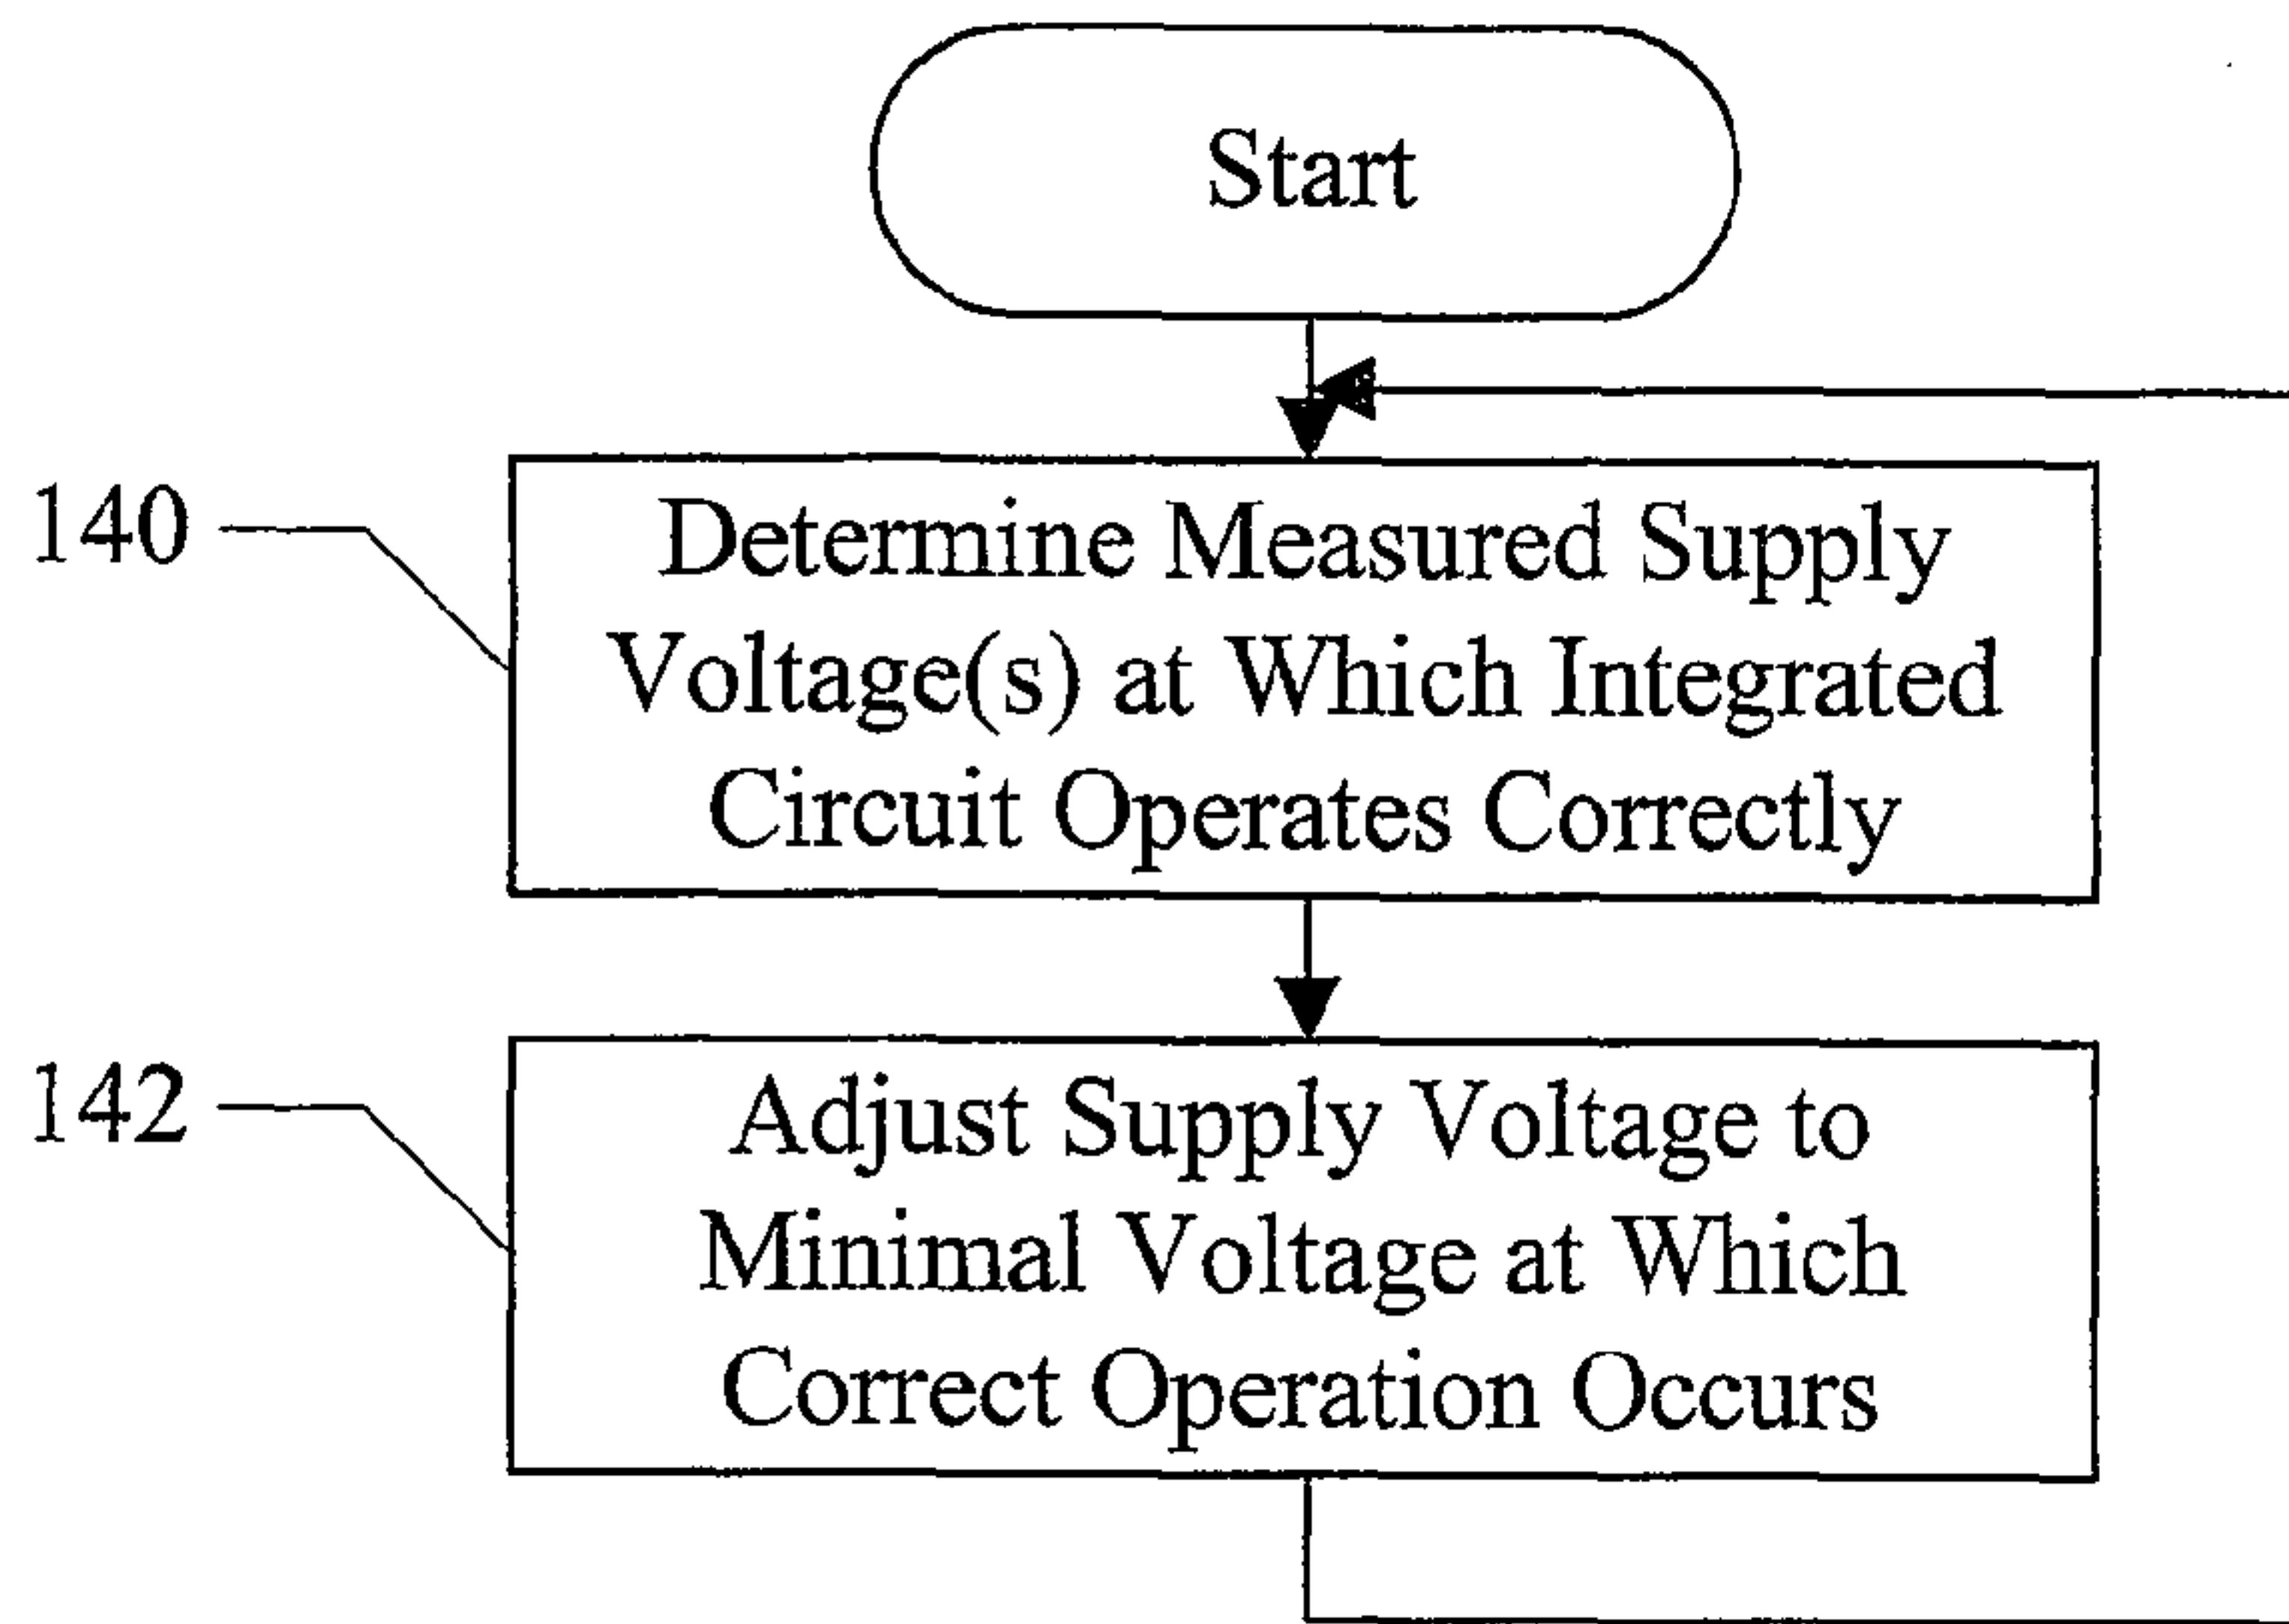 Start
140
Determine Measured Supply
Voltage(s) at Which Integrated
Circuit Operates Correctly
142
Adjust Supply Voltage to
Minimal Voltage at Which
Correct Operation Occurs